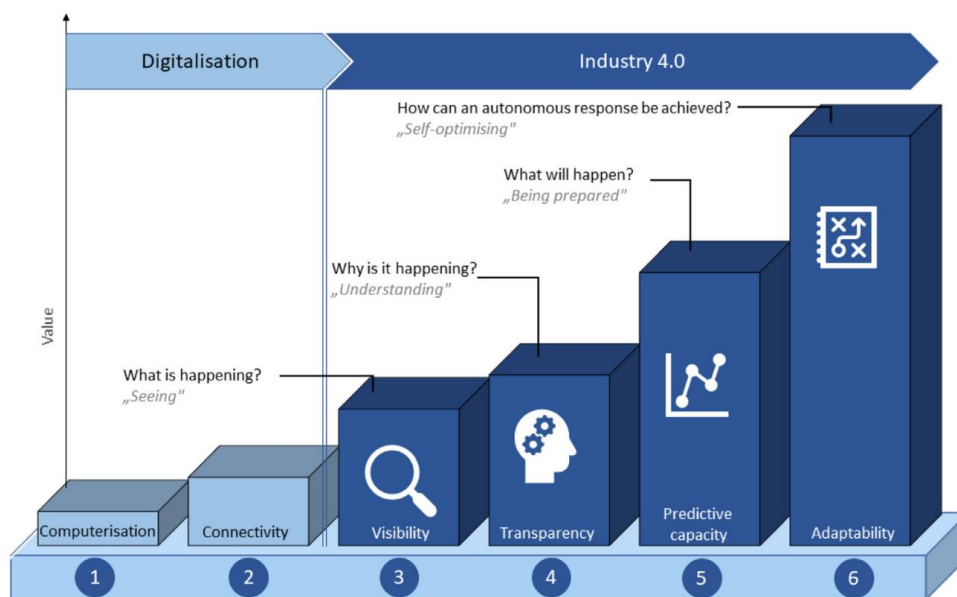 Digitalisation
Industry 4.0
How can an autonomous response be achieved?
„Self-optimising"
What will happen?
„Being prepared"
Why is it happening?
„Understanding"
What is happening?
„Seeing"
Value
Computerisation
Connectivity
Visibility
Transparency
Predictive
capacity
Adaptability
1
2
3
4
5
6